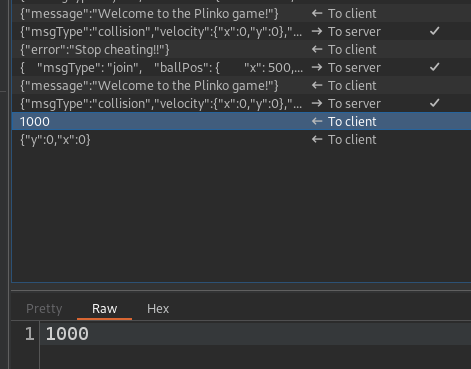 {"message":"Welcome to the Plinko game!"} ← To client
{"msgType":"collision","velocity":{"x":0,"y":0},"... → To server ✓
{"error":"Stop cheating!!"} ← To client
{ "msgType": "join", "ballPos": { "x": 500,... → To server ✓
{"message":"Welcome to the Plinko game!"} ← To client
{"msgType":"collision","velocity":{"x":0,"y":0},"... → To server ✓
1000 ← To client
{"y":0,"x":0} ← To client
Pretty Raw Hex
1 1000